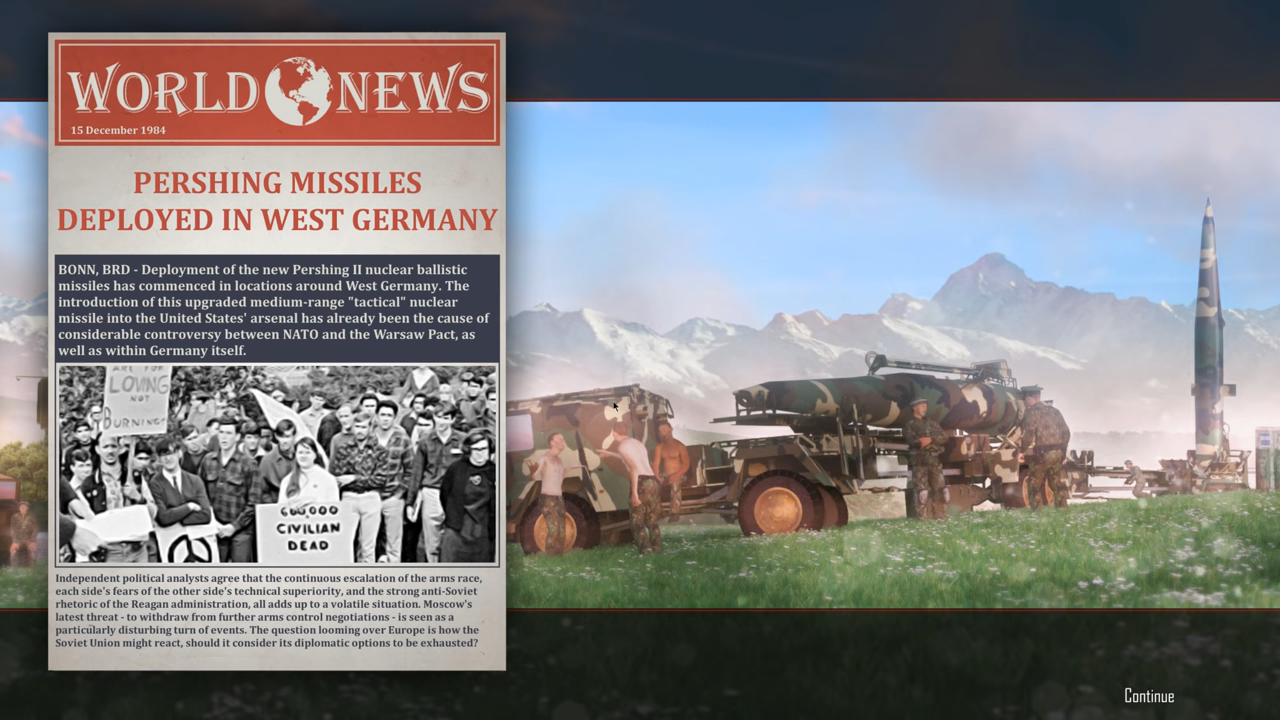 WORLD NEWS
15 December 1984
PERSHING MISSILES
DEPLOYED IN WEST GERMANY
BONN, BRD - Deployment of the new Pershing II nuclear ballistic
missiles has commenced in locations around West Germany. The
introduction of this upgraded medium-range "tactical" nuclear
missile into the United States' arsenal has already been the cause of
considerable controversy between NATO and the Warsaw Pact, as
well as within Germany itself.
ARE FOR
LOVING
NOT
BURNING
600,000
CIVILIAN
DEAD
Independent political analysts agree that the continuous escalation of the arms race,
each side's fears of the other side's technical superiority, and the strong anti-Soviet
rhetoric of the Reagan administration, all adds up to a volatile situation. Moscow's
latest threat - to withdraw from further arms control negotiations - is seen as a
particularly disturbing turn of events. The question looming over Europe is how the
Soviet Union might react, should it consider its diplomatic options to be exhausted?
Continue